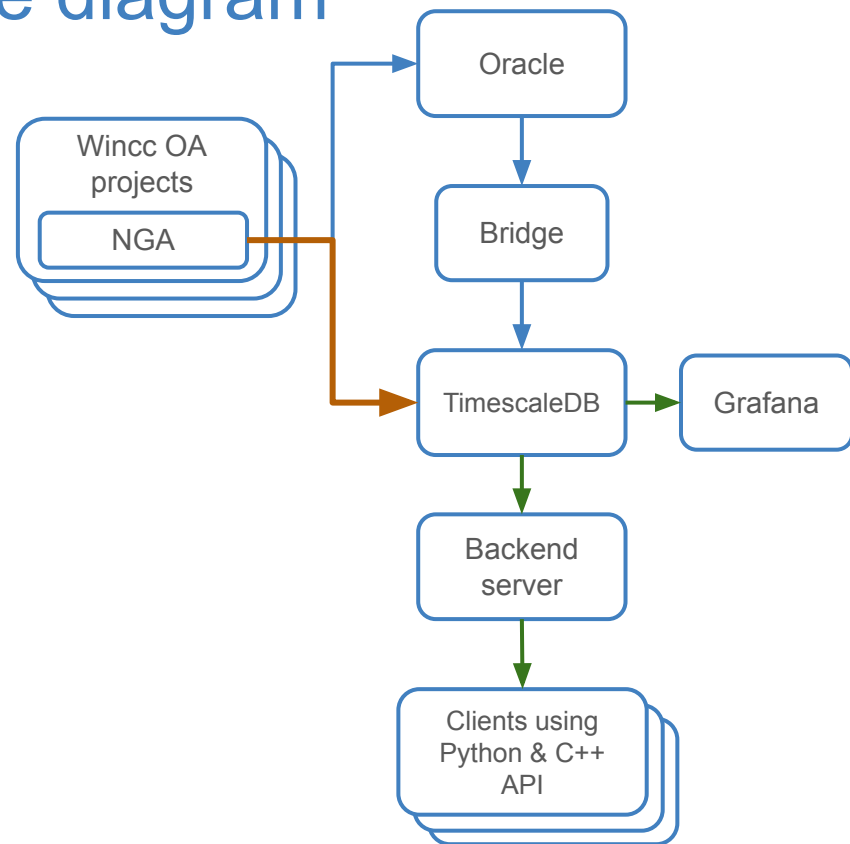 e diagram
Oracle
Wincc OA
projects
NGA
Bridge
TimescaleDB
Grafana
Backend
server
Clients using
Python & C++
API